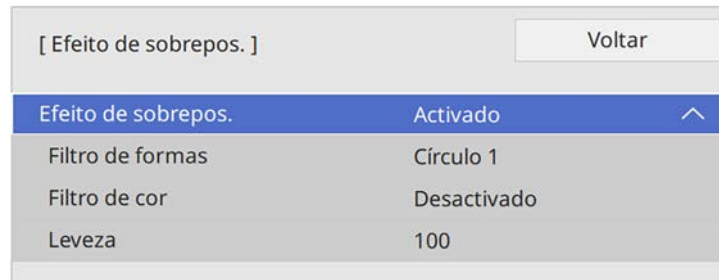 [ Efeito de sobrepos. ] Voltar
Efeito de sobrepos. Activado
Filtro de formas Círculo 1
Filtro de cor Desactivado
Leveza 100